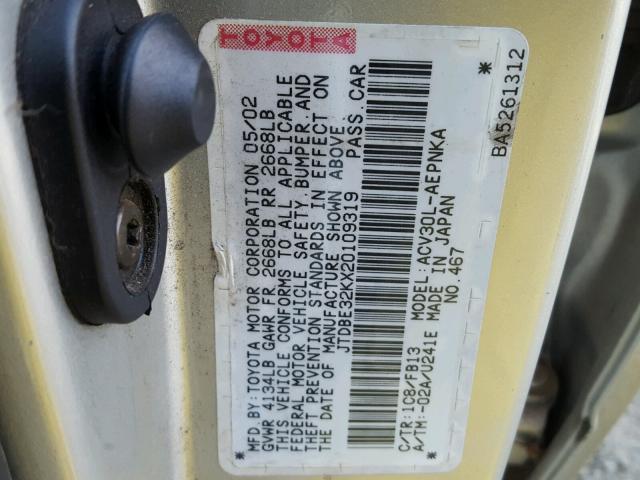 TOYOTA
MFD.BY:TOYOTA MOTOR CORPORATION 05/02
GVWR 4134LB GAWR FR 2668LB RR 2668LB
THIS VEHICLE CONFORMS TO ALL APPLICABLE
FEDERAL MOTOR VEHICLE SAFETY, BUMPER, AND
THEFT PREVENTION STANDARDS IN EFFECT ON
THE DATE OF MANUFACTURE SHOWN ABOVE.
JTDBE32KX20109319 PASS.CAR
C/TR:1C8/FB13 MODEL:ACV30L-AEPNKA
A/TM:-02A/U241E MADE IN JAPAN
NO.467
* BA5261312 *